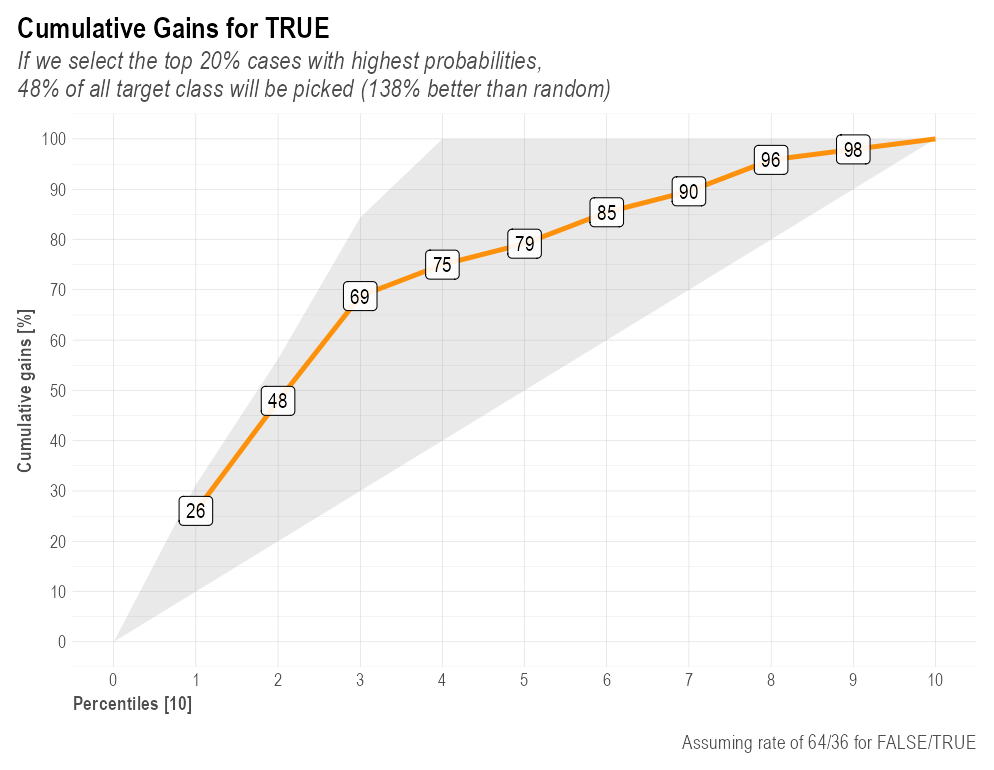 Cumulative Gains for TRUE
If we select the top 20% cases with highest probabilities,
48% of all target class will be picked (138% better than random)
Cumulative gains [%]
100
90
80
70
60
50
40
30
20
10
0
26
48
69
75
79
85
90
96
98
0 1 2 3 4 5 6 7 8 9 10
Percentiles [10]
Assuming rate of 64/36 for FALSE/TRUE